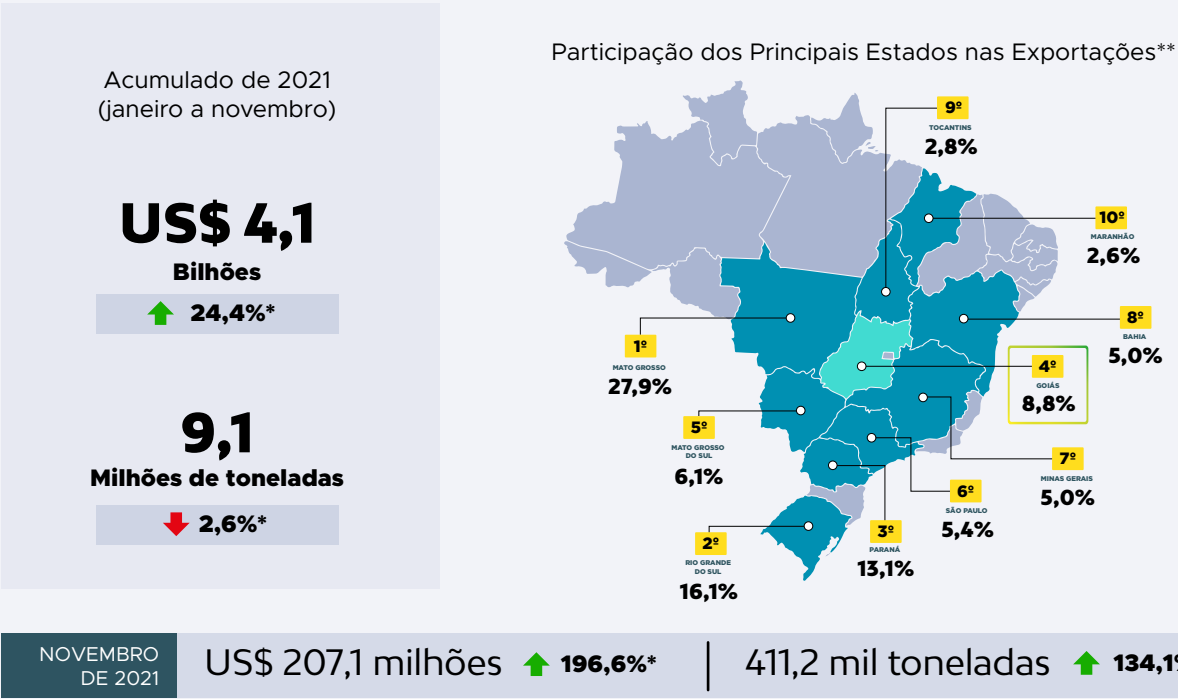 Acumulado de 2021
(janeiro a novembro)
US$ 4,1
Bilhões
24,4%*
9,1
Milhões de toneladas
2,6%*
Participação dos Principais Estados nas Exportações**
9º
TOCANTINS
2,8%
10º
MARANHÃO
2,6%
8º
BAHIA
5,0%
1º
MATO GROSSO
27,9%
4º
GOIÁS
8,8%
5º
MATO GROSSO
DO SUL
6,1%
7º
MINAS GERAIS
5,0%
6º
SÃO PAULO
5,4%
3º
PARANÁ
13,1%
2º
RIO GRANDE
DO SUL
16,1%
NOVEMBRO
DE 2021
US$ 207,1 milhões 196,6%*
411,2 mil toneladas 134,1%